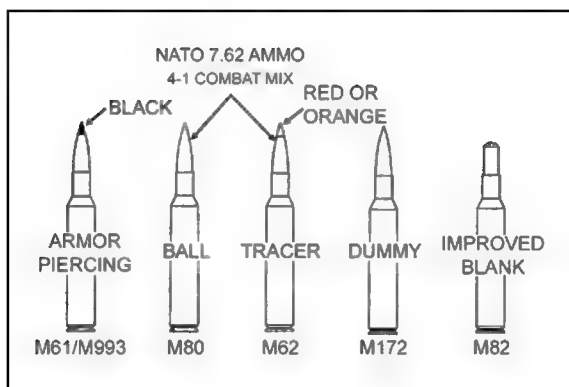 NATO 7.62 AMMO
4-1 COMBAT MIX
BLACK
RED OR
ORANGE
ARMOR
PIERCING
BALL
TRACER
DUMMY
IMPROVED
BLANK
M61/M993
M80
M62
M172
M82